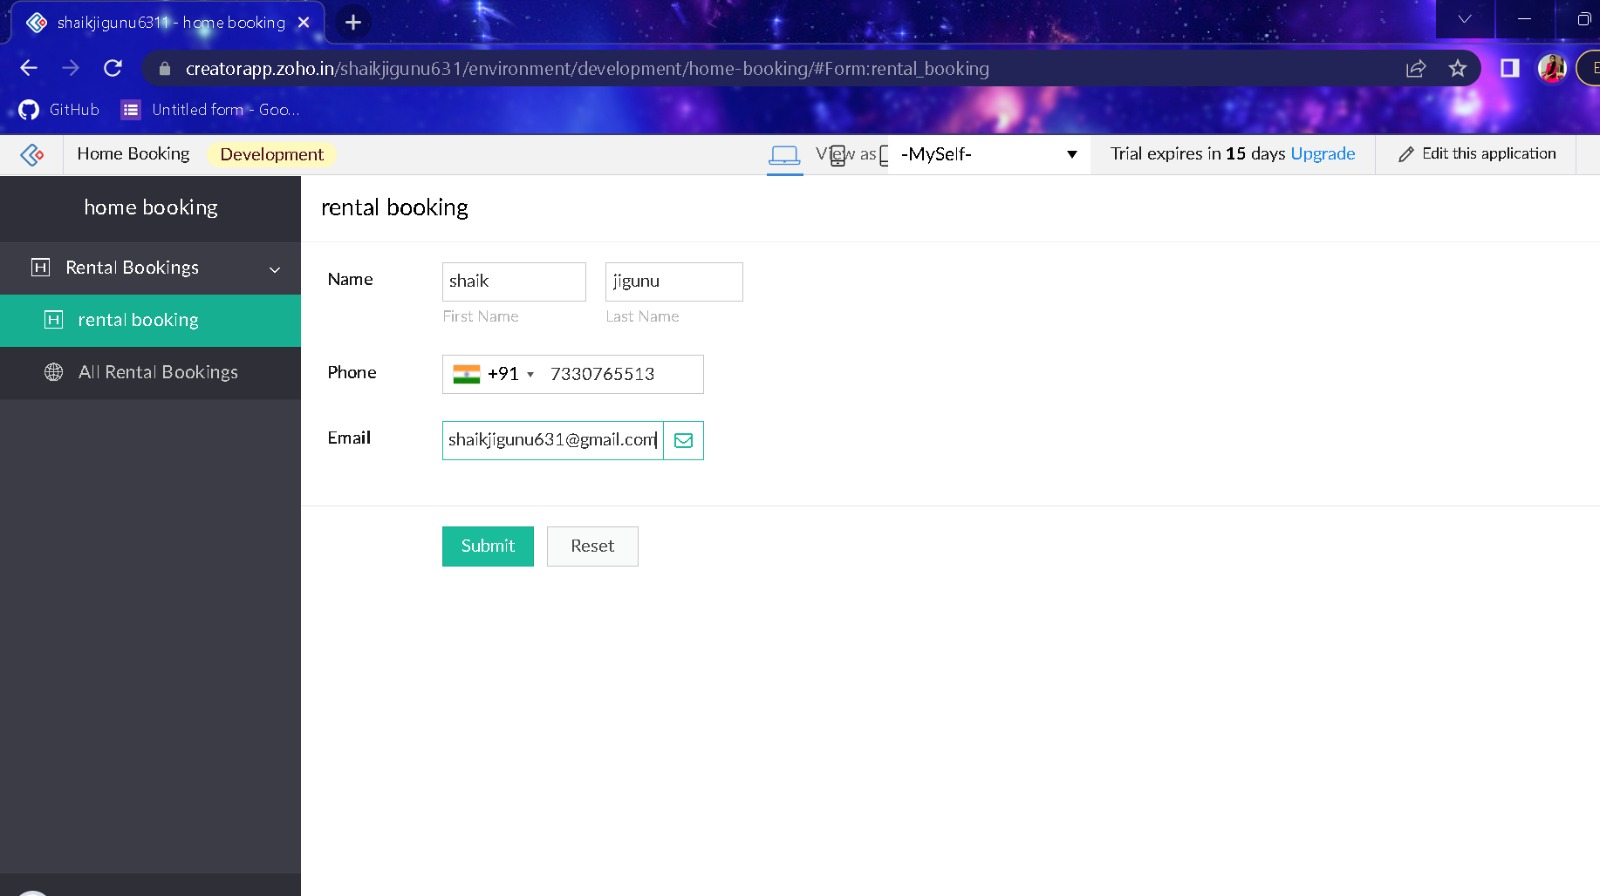 shaikjigunu6311 - home booking
creatorapp.zoho.in/shaikjigunu631/environment/development/home-booking/#Form:rental_booking
GitHub Untitled form - Goo...
Home Booking Development View as -MySelf- Trial expires in 15 days Upgrade Edit this application
home booking
rental booking
Rental Bookings
rental booking
All Rental Bookings
Name shaik jigunu
First Name Last Name
Phone +91 7330765513
Email shaikjigunu631@gmail.com
Submit Reset